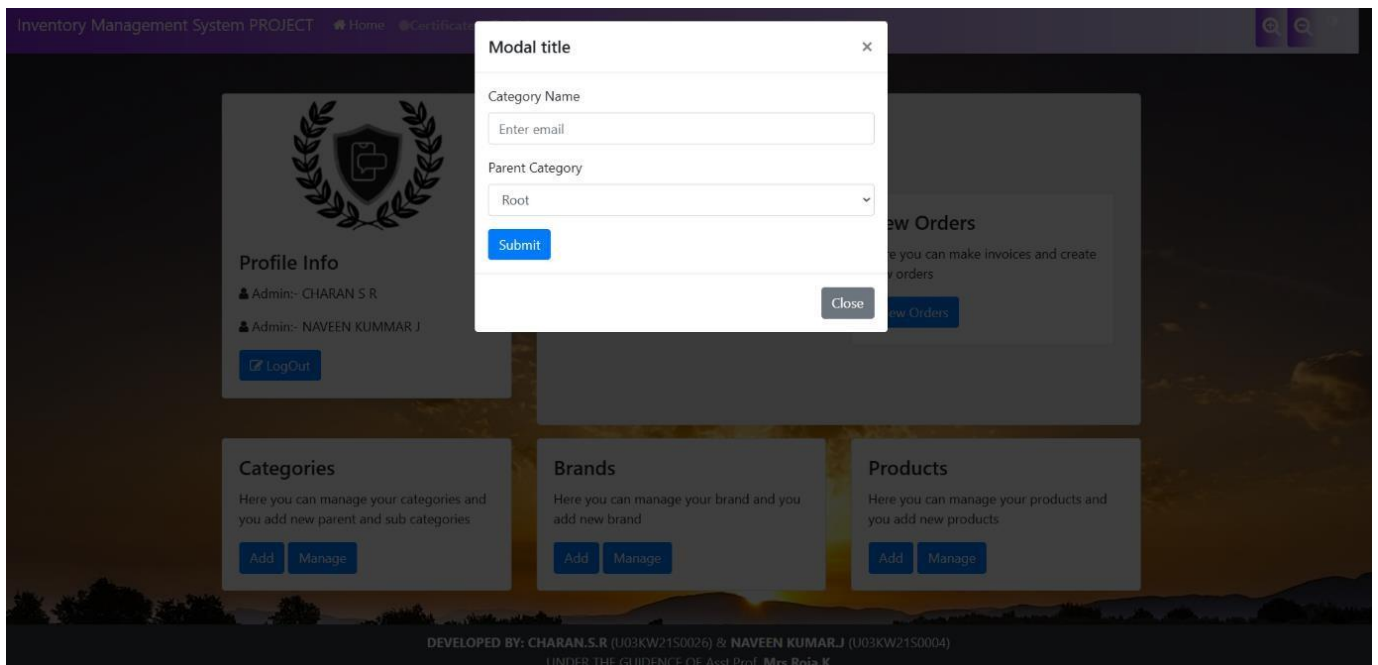 Inventory Management System PROJECT Home Certificate
Modal title ×
Category Name
Enter email
Parent Category
Root
Submit
Close
Profile Info
Admin:- CHARAN S R
Admin:- NAVEEN KUMMAR J
LogOut
ew Orders
e you can make invoices and create
orders
ew Orders
Categories
Here you can manage your categories and
you add new parent and sub categories
Add Manage
Brands
Here you can manage your brand and you
add new brand
Add Manage
Products
Here you can manage your products and
you add new products
Add Manage
DEVELOPED BY: CHARAN.S.R (U03KW21S0026) & NAVEEN KUMAR.J (U03KW21S0004)
UNDER THE GUIDENCE OF Asst Prof. Mrs Roja K